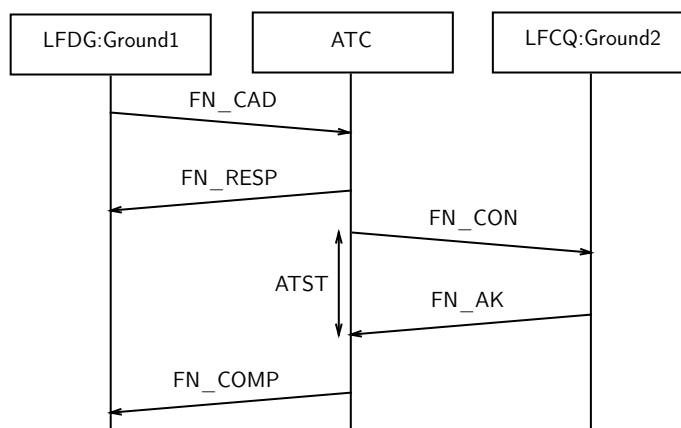 LFDG:Ground1
ATC
LFCQ:Ground2
FN_CAD
FN_RESP
FN_CON
ATST
FN_AK
FN_COMP